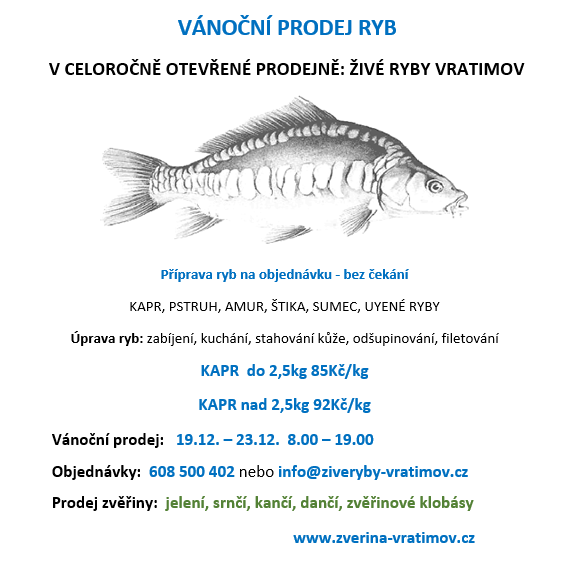 VÁNOČNÍ PRODEJ RYB
V CELOROČNĚ OTEVŘENÉ PRODEJNĚ: ŽIVÉ RYBY VRATIMOV
Příprava ryb na objednávku - bez čekání
KAPR, PSTRUH, AMUR, ŠTIKA, SUMEC, UYENÉ RYBY
Úprava ryb: zabíjení, kuchání, stahování kůže, odšupinování, filetování
KAPR do 2,5kg 85Kč/kg
KAPR nad 2,5kg 92Kč/kg
Vánoční prodej: 19.12. – 23.12. 8.00 – 19.00
Objednávky: 608 500 402 nebo info@ziveryby-vratimov.cz
Prodej zvěřiny: jelení, srnčí, kančí, dančí, zvěřinové klobásy
www.zverina-vratimov.cz